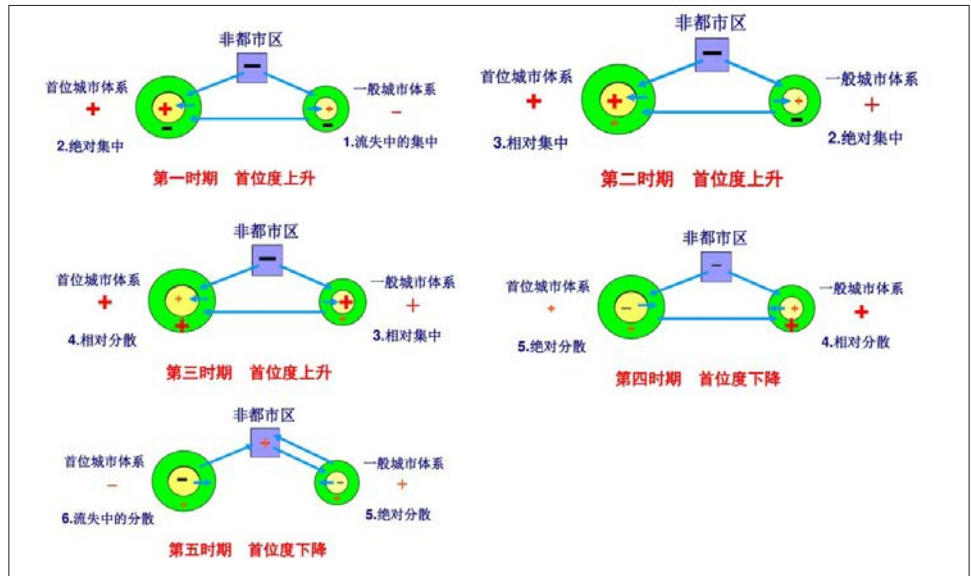 非都市区
首位城市体系
一般城市体系
2.绝对集中
1.流失中的集中
第一时期 首位度上升
非都市区
首位城市体系
一般城市体系
3.相对集中
2.绝对集中
第二时期 首位度上升
非都市区
首位城市体系
一般城市体系
4.相对分散
3.相对集中
第三时期 首位度上升
非都市区
首位城市体系
一般城市体系
5.绝对分散
4.相对分散
第四时期 首位度下降
非都市区
首位城市体系
一般城市体系
6.流失中的分散
5.绝对分散
第五时期 首位度下降